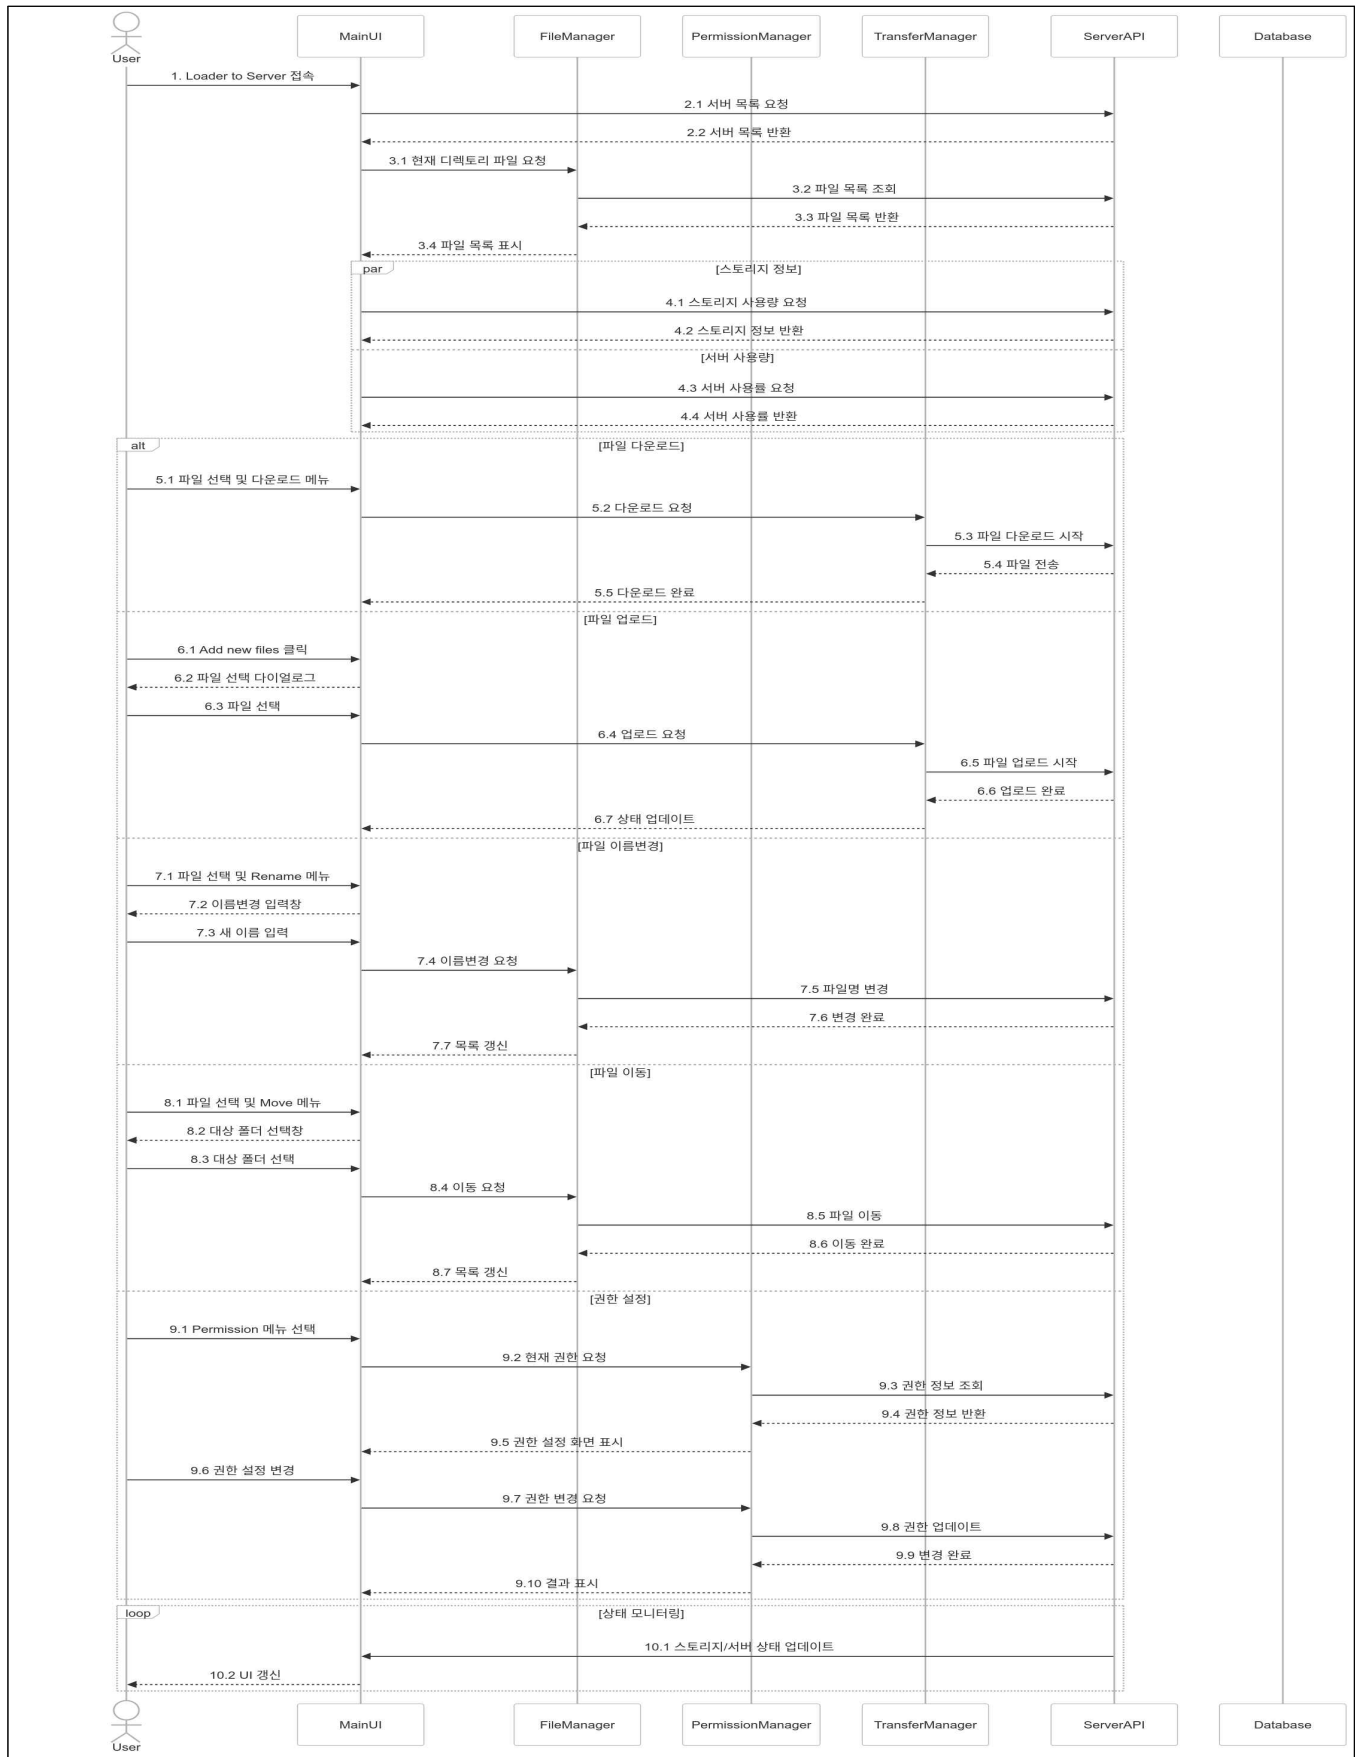 User
MainUI
FileManager
PermissionManager
TransferManager
ServerAPI
Database
1. Loader to Server 접속
2.1 서버 목록 요청
2.2 서버 목록 반환
3.1 현재 디렉토리 파일 요청
3.2 파일 목록 조회
3.3 파일 목록 반환
3.4 파일 목록 표시
par
[스토리지 정보]
4.1 스토리지 사용량 요청
4.2 스토리지 정보 반환
[서버 사용량]
4.3 서버 사용률 요청
4.4 서버 사용률 반환
alt
[파일 다운로드]
5.1 파일 선택 및 다운로드 메뉴
5.2 다운로드 요청
5.3 파일 다운로드 시작
5.4 파일 전송
5.5 다운로드 완료
[파일 업로드]
6.1 Add new files 클릭
6.2 파일 선택 다이얼로그
6.3 파일 선택
6.4 업로드 요청
6.5 파일 업로드 시작
6.6 업로드 완료
6.7 상태 업데이트
[파일 이름변경]
7.1 파일 선택 및 Rename 메뉴
7.2 이름변경 입력창
7.3 새 이름 입력
7.4 이름변경 요청
7.5 파일명 변경
7.6 변경 완료
7.7 목록 갱신
[파일 이동]
8.1 파일 선택 및 Move 메뉴
8.2 대상 폴더 선택창
8.3 대상 폴더 선택
8.4 이동 요청
8.5 파일 이동
8.6 이동 완료
8.7 목록 갱신
[권한 설정]
9.1 Permission 메뉴 선택
9.2 현재 권한 요청
9.3 권한 정보 조회
9.4 권한 정보 반환
9.5 권한 설정 화면 표시
9.6 권한 설정 변경
9.7 권한 변경 요청
9.8 권한 업데이트
9.9 변경 완료
9.10 결과 표시
loop
[상태 모니터링]
10.1 스토리지/서버 상태 업데이트
10.2 UI 갱신
User
MainUI
FileManager
PermissionManager
TransferManager
ServerAPI
Database